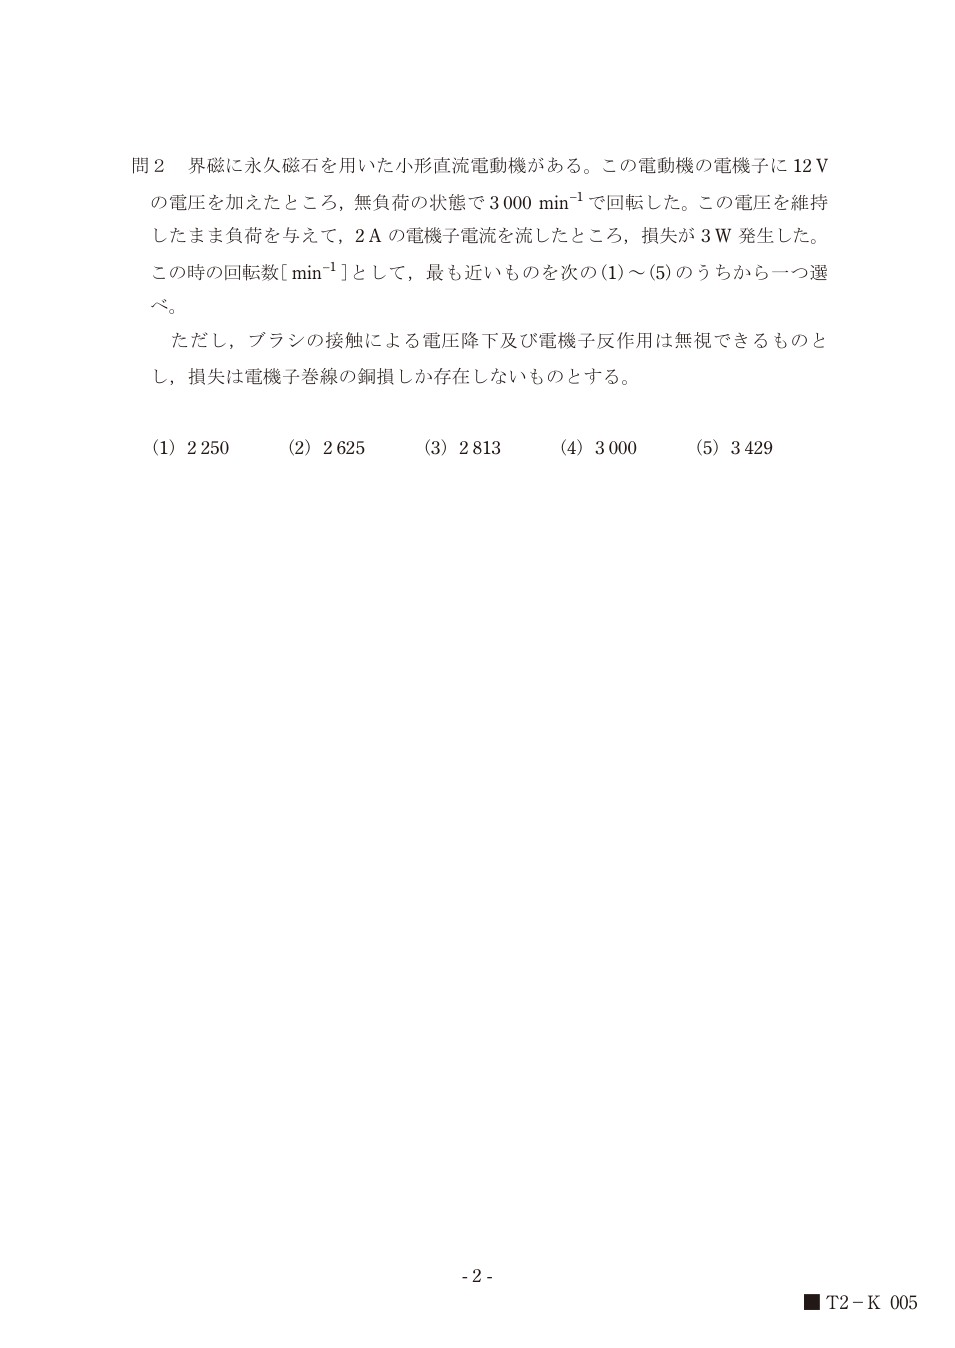 問２　界磁に永久磁石を用いた小形直流電動機がある。この電動機の電機子に 12 V
の電圧を加えたところ，無負荷の状態で 3 000 min⁻¹ で回転した。この電圧を維持
したまま負荷を与えて，2 A の電機子電流を流したところ，損失が 3 W 発生した。
この時の回転数[ min⁻¹ ]として，最も近いものを次の(1)～(5)のうちから一つ選
べ。
ただし，ブラシの接触による電圧降下及び電機子反作用は無視できるものと
し，損失は電機子巻線の銅損しか存在しないものとする。
(1) 2 250　(2) 2 625　(3) 2 813　(4) 3 000　(5) 3 429
- 2 -
■ T2－K 005